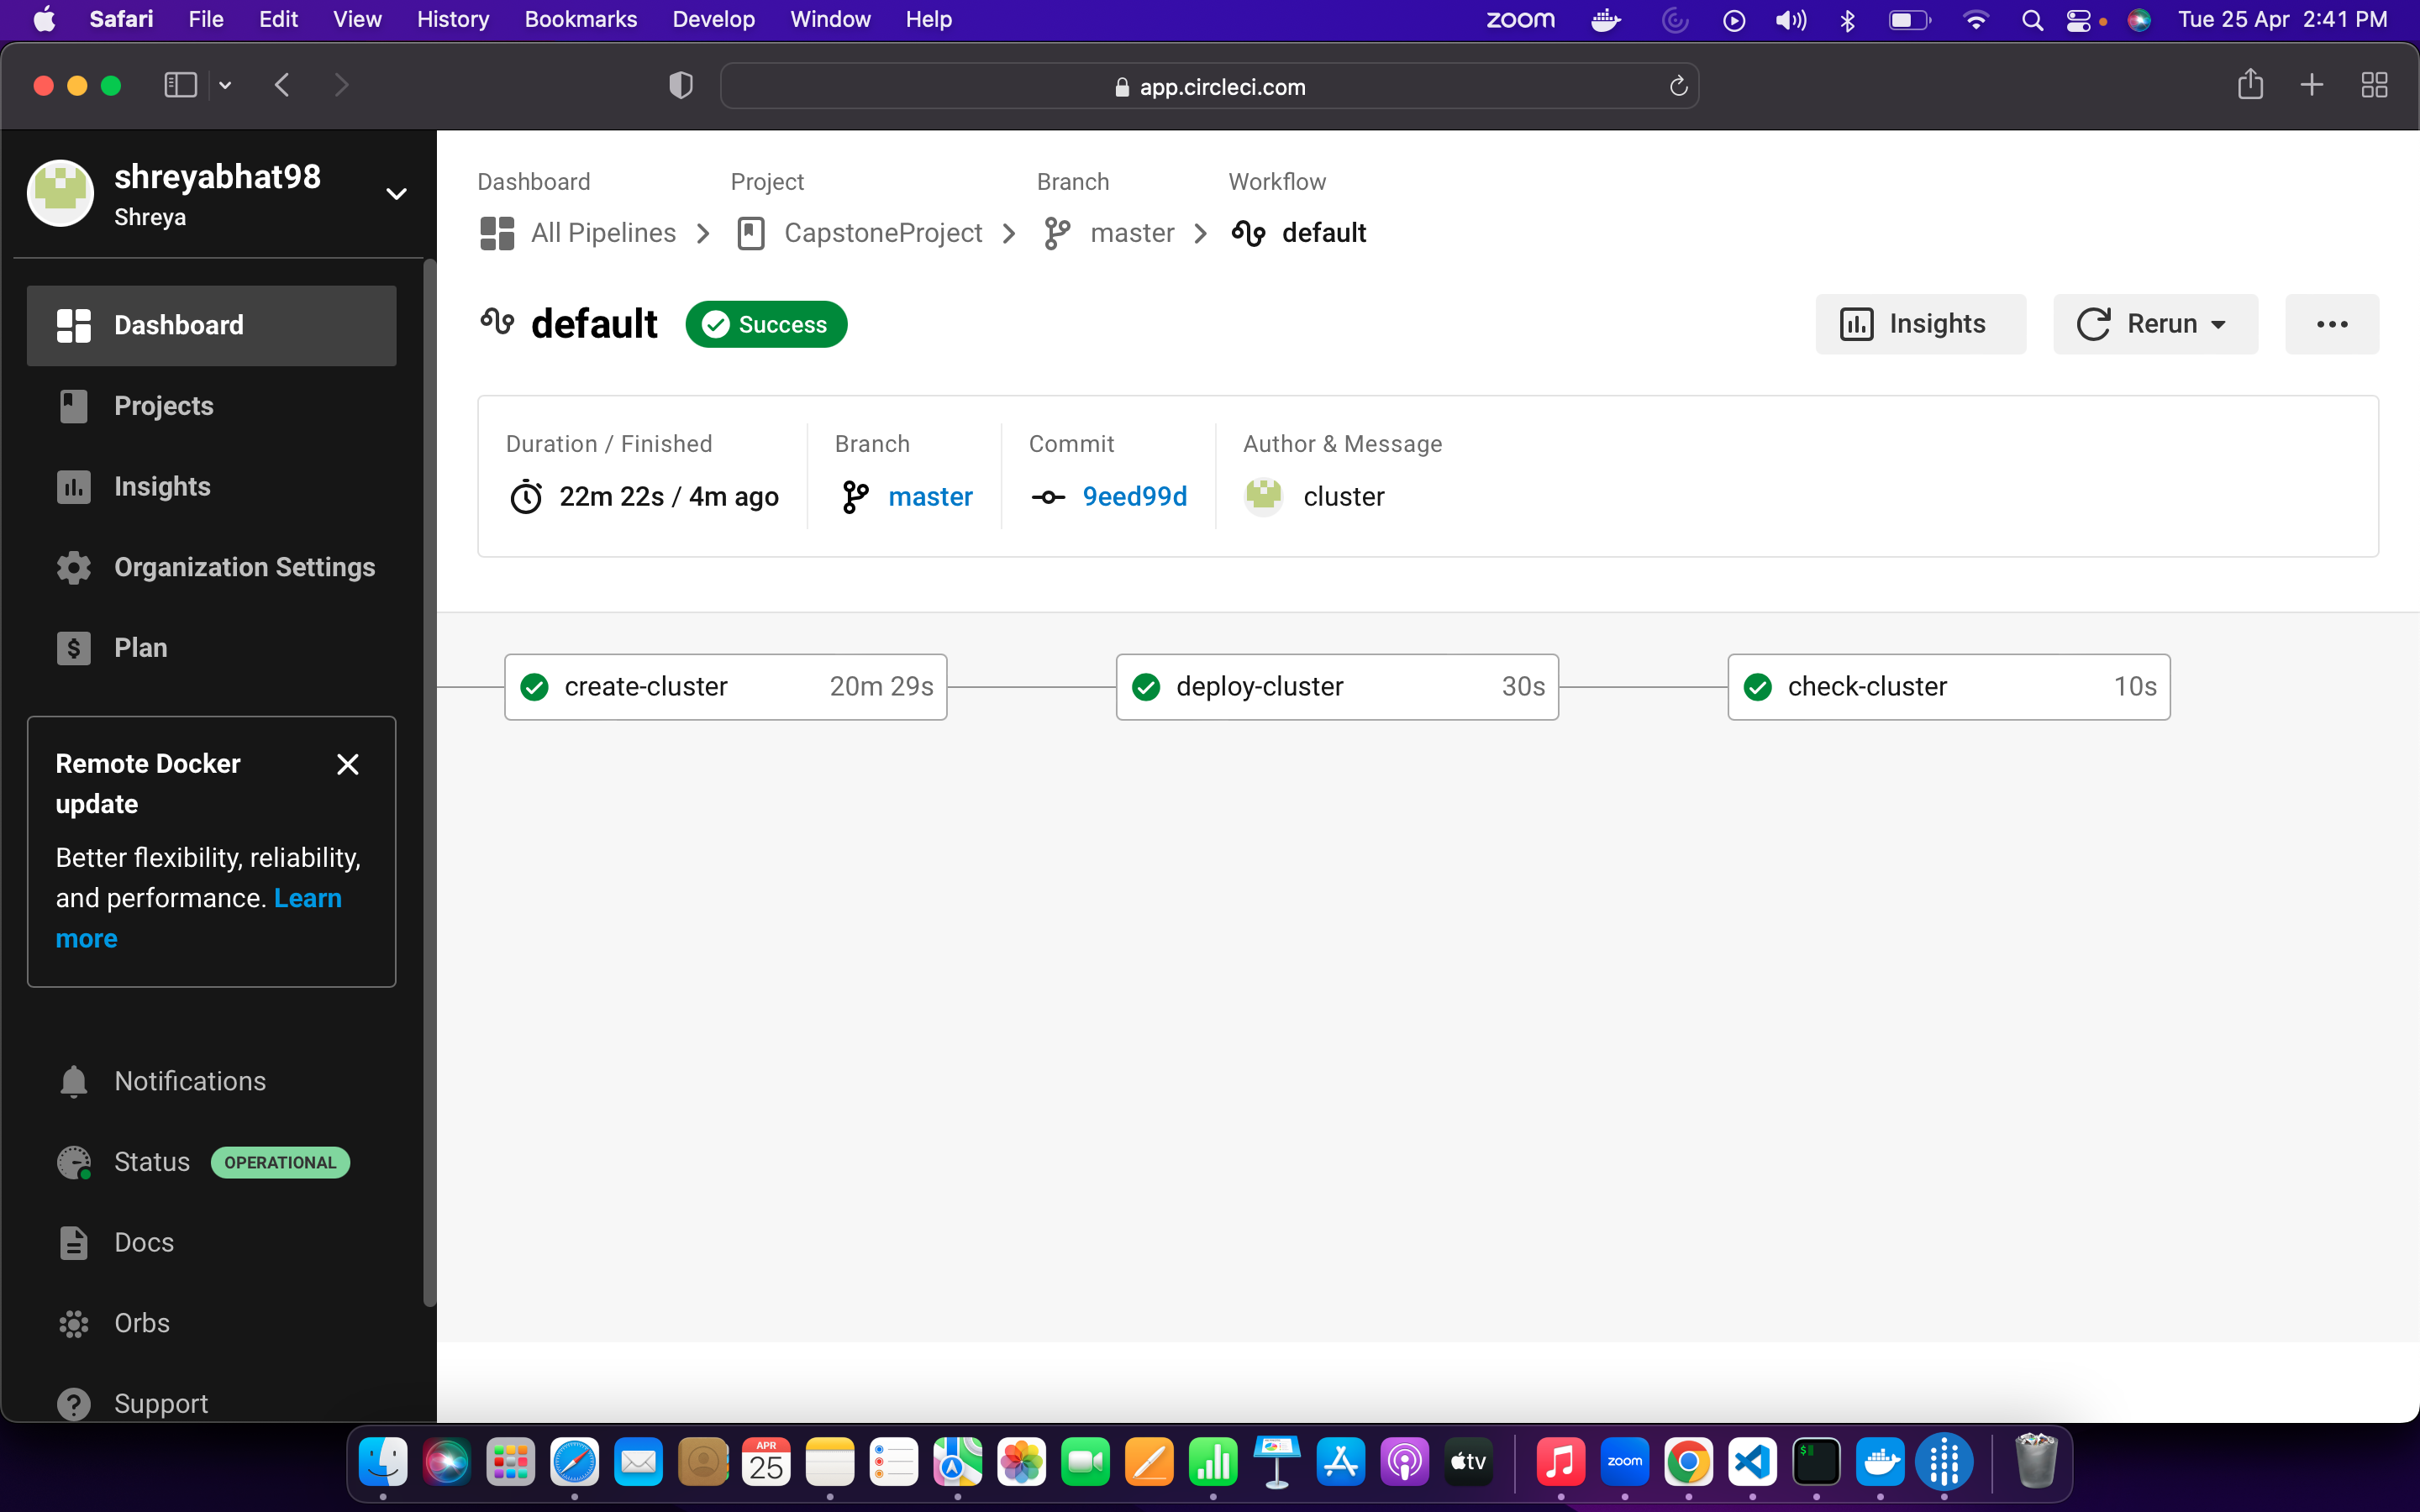 Safari File Edit View History Bookmarks Develop Window Help zoom Tue 25 Apr 2:41 PM
app.circleci.com
shreyabhat98
Shreya
Dashboard
Projects
Insights
Organization Settings
Plan
Remote Docker
update
Better flexibility, reliability,
and performance. Learn
more
Notifications
Status OPERATIONAL
Docs
Orbs
Support
Dashboard Project Branch Workflow
All Pipelines CapstoneProject master default
default Success Insights Rerun
Duration / Finished Branch Commit Author & Message
22m 22s / 4m ago master 9eed99d cluster
create-cluster 20m 29s deploy-cluster 30s check-cluster 10s
APR
25
tv
zoom